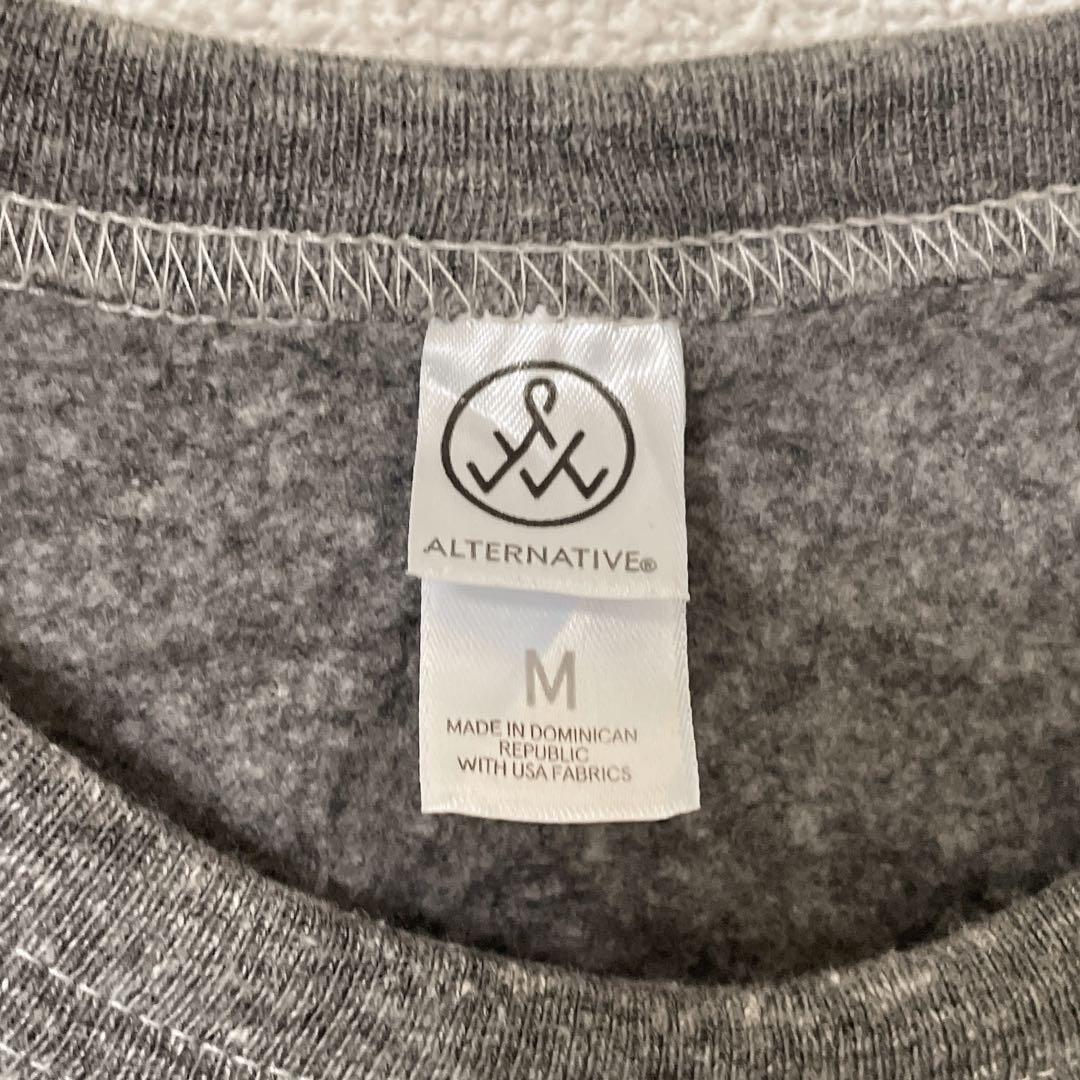 ALTERNATIVE®
M
MADE IN DOMINICAN
REPUBLIC
WITH USA FABRICS